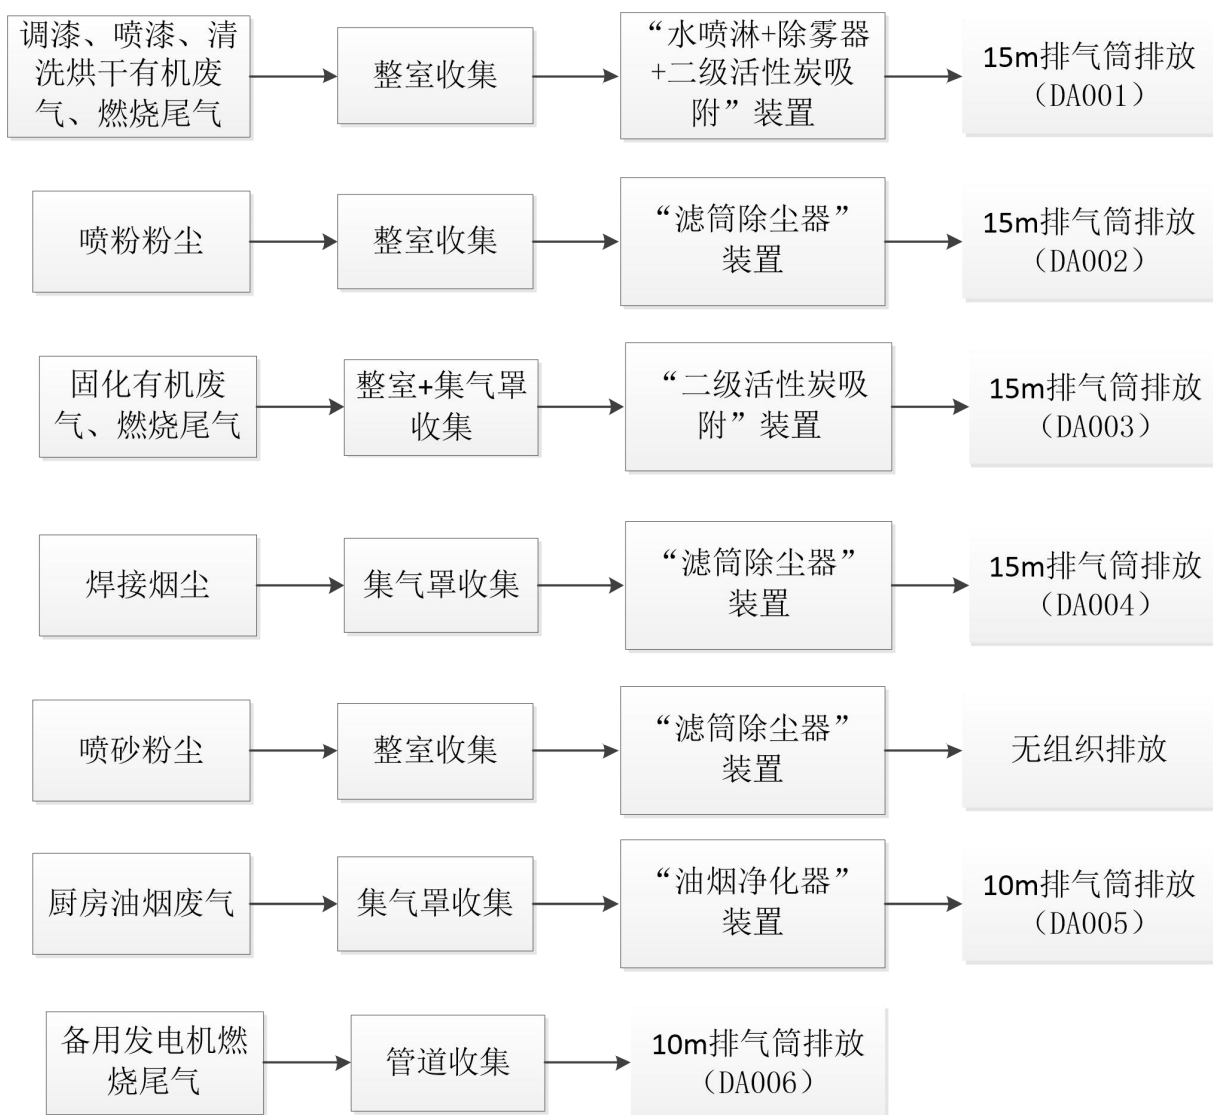 调漆、喷漆、清
洗烘干有机废
气、燃烧尾气
整室收集
“水喷淋+除雾器
+二级活性炭吸
附”装置
15m排气筒排放
（DA001）
喷粉粉尘
整室收集
“滤筒除尘器”
装置
15m排气筒排放
（DA002）
固化有机废
气、燃烧尾气
整室+集气罩
收集
“二级活性炭吸
附”装置
15m排气筒排放
（DA003）
焊接烟尘
集气罩收集
“滤筒除尘器”
装置
15m排气筒排放
（DA004）
喷砂粉尘
整室收集
“滤筒除尘器”
装置
无组织排放
厨房油烟废气
集气罩收集
“油烟净化器”
装置
10m排气筒排放
（DA005）
备用发电机燃
烧尾气
管道收集
10m排气筒排放
（DA006）